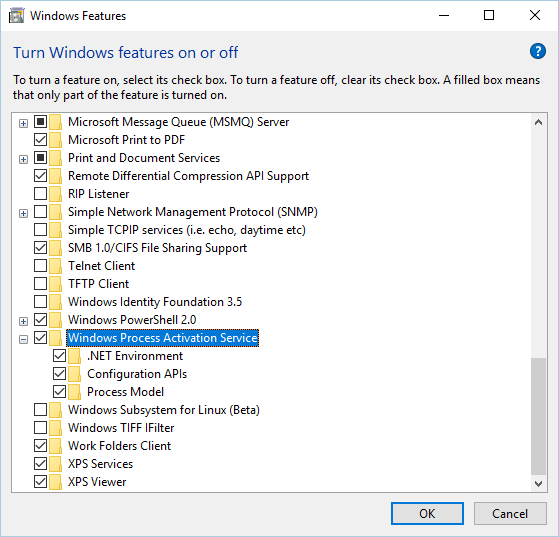 Windows Features
Turn Windows features on or off
?
To turn a feature on, select its check box. To turn a feature off, clear its check box. A filled box means
that only part of the feature is turned on.
Microsoft Message Queue (MSMQ) Server
Microsoft Print to PDF
Print and Document Services
Remote Differential Compression API Support
RIP Listener
Simple Network Management Protocol (SNMP)
Simple TCPIP services (i.e. echo, daytime etc)
SMB 1.0/CIFS File Sharing Support
Telnet Client
TFTP Client
Windows Identity Foundation 3.5
Windows PowerShell 2.0
Windows Process Activation Service
.NET Environment
Configuration APIs
Process Model
Windows Subsystem for Linux (Beta)
Windows TIFF IFilter
Work Folders Client
XPS Services
XPS Viewer
OK Cancel